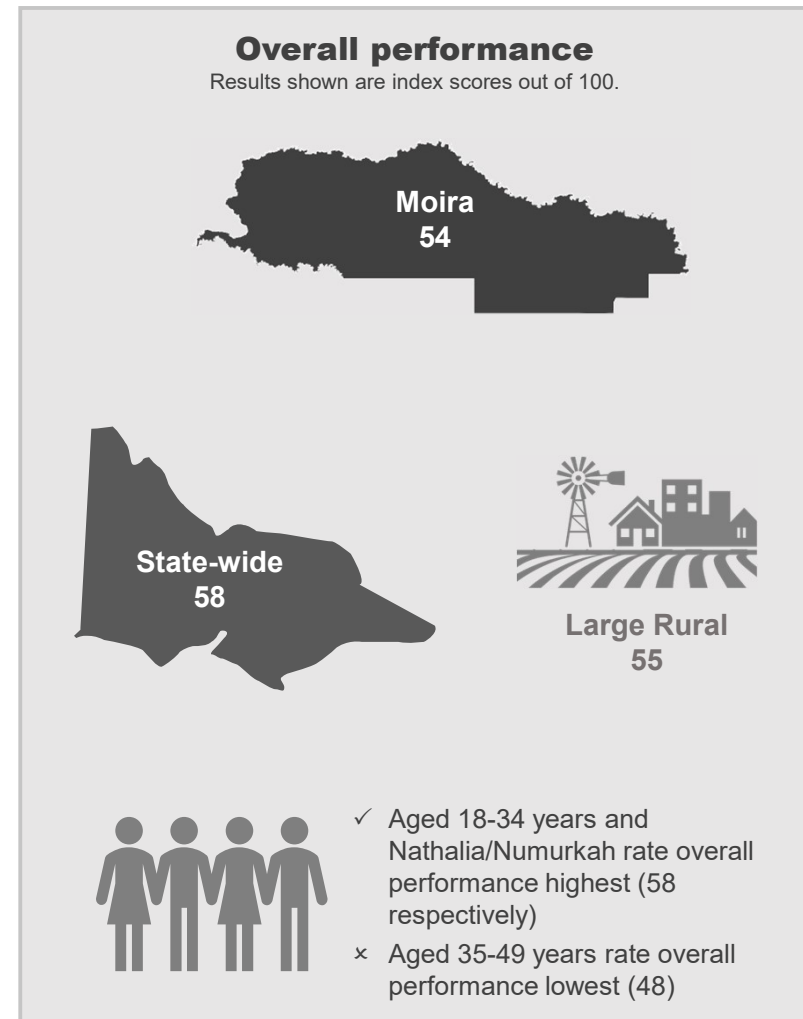 Overall performance
Results shown are index scores out of 100.
Moira
54
State-wide
58
Large Rural
55
✓ Aged 18-34 years and
Nathalia/Numurkah rate overall
performance highest (58
respectively)
× Aged 35-49 years rate overall
performance lowest (48)